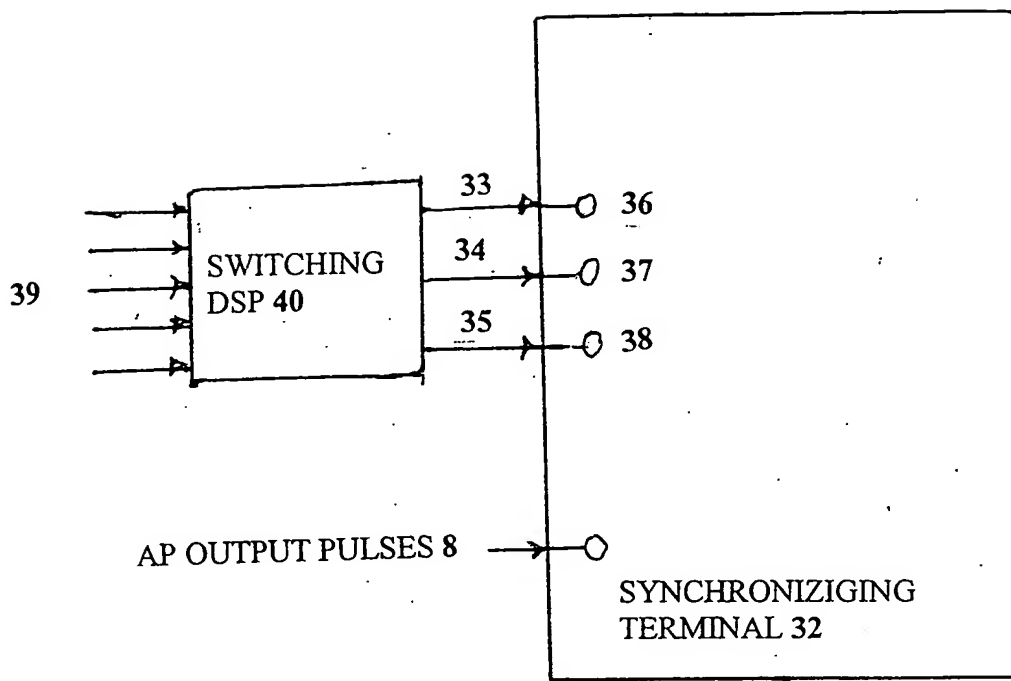 33
36
34
37
SWITCHING
DSP 40
39
35
38
AP OUTPUT PULSES 8
SYNCHRONIZIGING
TERMINAL 32